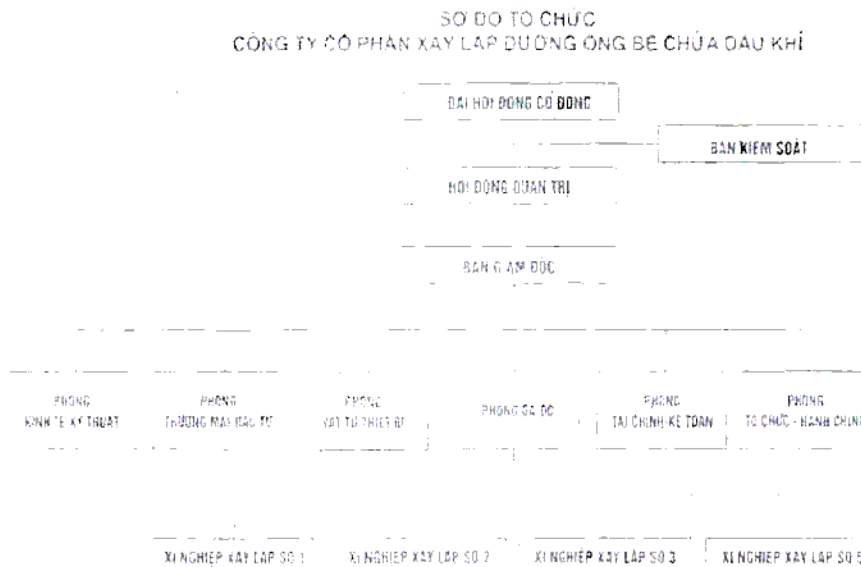 SƠ ĐỒ TỔ CHỨC
CÔNG TY CỔ PHẦN XÂY LẮP ĐƯỜNG ỐNG BỂ CHỨA DẦU KHÍ
ĐẠI HỘI ĐỒNG CỔ ĐÔNG
BAN KIỂM SOÁT
HỘI ĐỒNG QUẢN TRỊ
BAN GIÁM ĐỐC
PHÒNG
KINH TẾ KỸ THUẬT
PHÒNG
THƯƠNG MẠI ĐẦU TƯ
PHÒNG
VẬT TƯ THIẾT BỊ
PHÒNG
PHÒNG
TÀI CHÍNH-KẾ TOÁN
PHÒNG
TỔ CHỨC - HÀNH CHÍNH
XÍ NGHIỆP XÂY LẮP SỐ 1
XÍ NGHIỆP XÂY LẮP SỐ 2
XÍ NGHIỆP XÂY LẮP SỐ 3
XÍ NGHIỆP XÂY LẮP SỐ 5